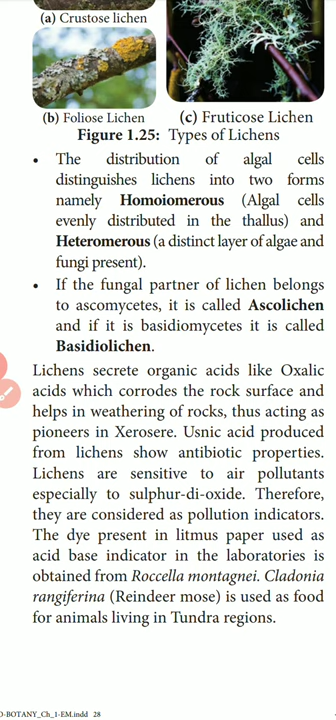 (a) Crustose lichen
(b) Foliose Lichen
(c) Fruticose Lichen
Figure 1.25: Types of Lichens
• The distribution of algal cells
distinguishes lichens into two forms
namely Homoiomerous (Algal cells
evenly distributed in the thallus) and
Heteromerous (a distinct layer of algae and
fungi present).
• If the fungal partner of lichen belongs
to ascomycetes, it is called Ascolichen
and if it is basidiomycetes it is called
Basidiolichen.
Lichens secrete organic acids like Oxalic
acids which corrodes the rock surface and
helps in weathering of rocks, thus acting as
pioneers in Xerosere. Usnic acid produced
from lichens show antibiotic properties.
Lichens are sensitive to air pollutants
especially to sulphur-di-oxide. Therefore,
they are considered as pollution indicators.
The dye present in litmus paper used as
acid base indicator in the laboratories is
obtained from Roccella montagnei. Cladonia
rangiferina (Reindeer mose) is used as food
for animals living in Tundra regions.
O-BOTANY_Ch_1-EM.indd 28